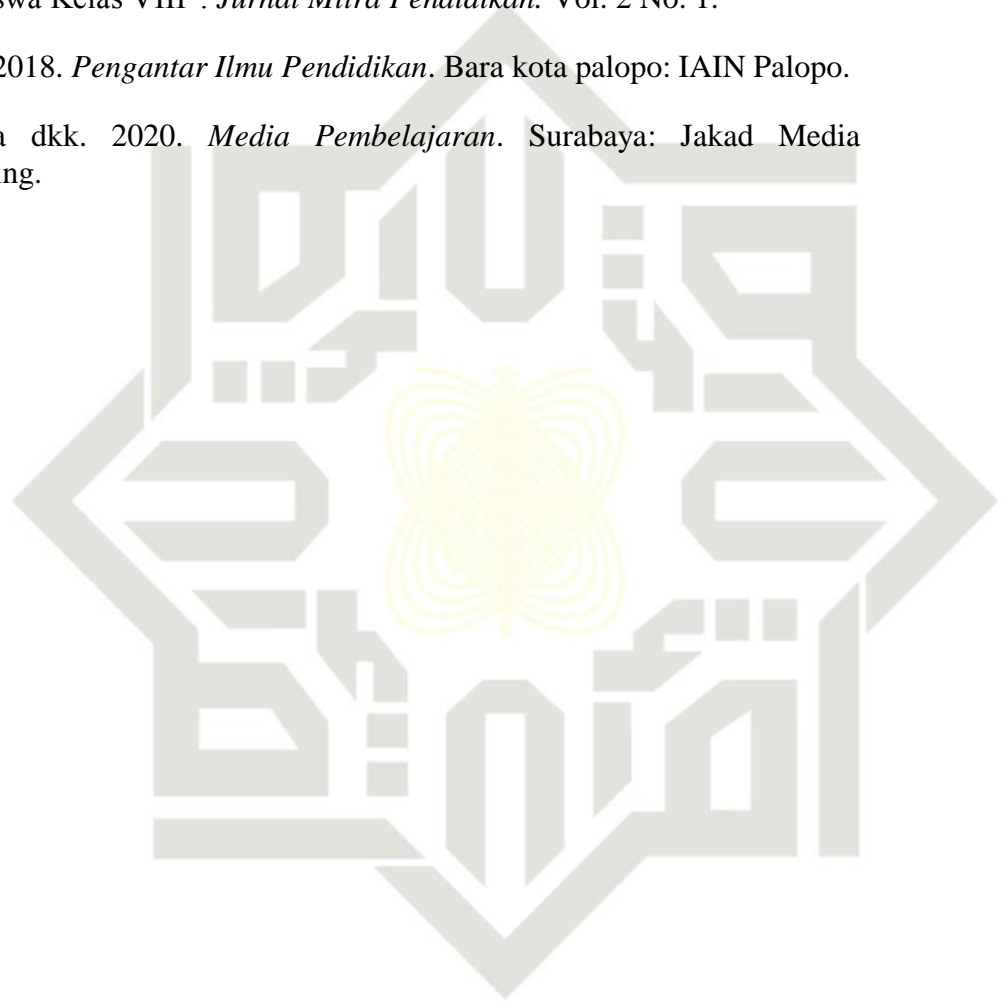 swa Kelas VIII". Jurnal Mitra Pendidikan. Vol. 2 No. 1.
2018. Pengantar Ilmu Pendidikan. Bara kota palopo: IAIN Palopo.
a dkk. 2020. Media Pembelajaran. Surabaya: Jakad Media
ng.